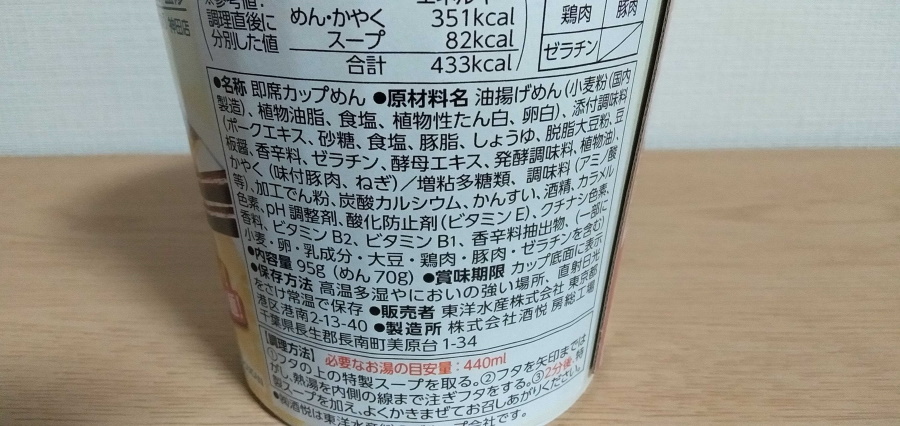 調理直後に
分別した値
めん・かやく 351kcal
スープ 82kcal
合計 433kcal
鶏肉 豚肉
ゼラチン
●名称 即席カップめん ●原材料名 油揚げめん(小麦粉(国内
製造)、植物油脂、食塩、植物性たん白、卵白)、添付調味料
(ポークエキス、砂糖、食塩、豚脂、しょうゆ、脱脂大豆粉、豆
板醤、香辛料、ゼラチン、酵母エキス、発酵調味料、植物油)、
かやく(味付豚肉、ねぎ)/増粘多糖類、調味料(アミノ酸
等)、加工でん粉、炭酸カルシウム、かんすい、酒精、カラメル
色素、pH調整剤、酸化防止剤(ビタミンE)、クチナシ色素、
香料、ビタミンB2、ビタミンB1、香辛料抽出物、(一部に
小麦・卵・乳成分・大豆・鶏肉・豚肉・ゼラチンを含む)
●内容量 95g(めん70g) ●賞味期限 カップ底面に表示
●保存方法 高温多湿やにおいの強い場所、直射日光
をさけ常温で保存 ●販売者 東洋水産株式会社 東京都
港区港南2-13-40 ●製造所 株式会社酒悦 房総工場
千葉県長生郡長南町美原台1-34
【調理方法】 必要なお湯の目安量:440ml
①フタの上の特製スープを取る。②フタを矢印まではが
し、熱湯を内側の線まで注ぎフタをする。③2分後、特
製スープを加え、よくかきまぜてお召しあがりください。
●㈱酒悦は東洋水産㈱の
です。